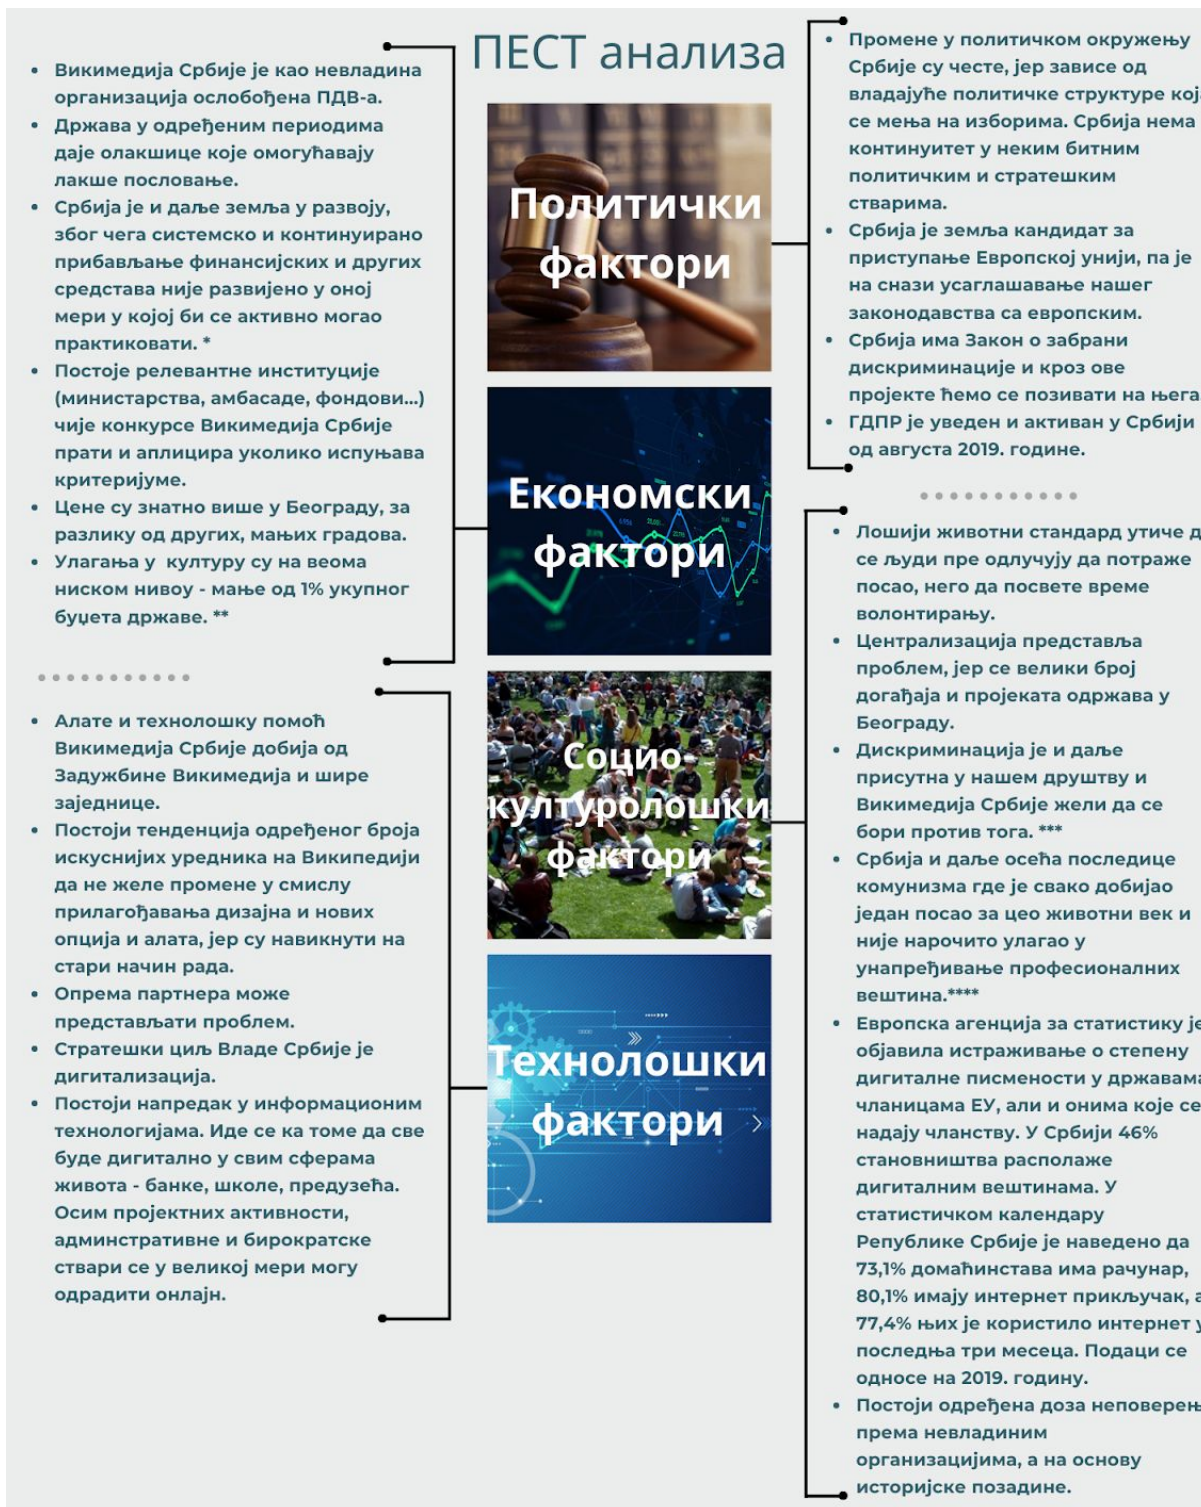 ПЕСТ анализа
Политички
фактори
Промене у политичком окружењу
Србије су честе, јер зависе од
владајуће политичке структуре која
се мења на изборима. Србија нема
континуитет у неким битним
политичким и стратешким
стварима.
Србија је земља кандидат за
приступање Европској унији, па је
на снази усаглашавање нашег
законодавства са европским.
Србија има Закон о забрани
дискриминације и кроз ове
пројекте ћемо се позивати на њега.
ГДПР је уведен и активан у Србији
од августа 2019. године.
Економски
фактори
Викимедија Србије је као невладина
организација ослобођена ПДВ-а.
Држава у одређеним периодима
даје олакшице које омогућавају
лакше пословање.
Србија је и даље земља у развоју,
због чега системско и континуирано
прибављање финансијских и других
средстава није развијено у оној
мери у којој би се активно могао
практиковати. *
Постоје релевантне институције
(министарства, амбасаде, фондови...)
чије конкурсе Викимедија Србије
прати и аплицира уколико испуњава
критеријуме.
Цене су знатно више у Београду, за
разлику од других, мањих градова.
Улагања у културу су на веома
ниском нивоу - мање од 1% укупног
буџета државе. **
Социо-
културолошки
фактори
Лошији животни стандард утиче д
се људи пре одлучују да потраже
посао, него да посвете време
волонтирању.
Централизација представља
проблем, јер се велики број
догађаја и пројеката одржава у
Београду.
Дискриминација је и даље
присутна у нашем друштву и
Викимедија Србије жели да се
бори против тога. ***
Србија и даље осећа последице
комунизма где је свако добијао
један посао за цео животни век и
није нарочито улагао у
унапређивање професионалних
вештина.****
Европска агенција за статистику је
објавила истраживање о степену
дигиталне писмености у државама
чланицама ЕУ, али и онима које се
надају чланству. У Србији 46%
становништва располаже
дигиталним вештинама. У
статистичком календару
Републике Србије је наведено да
73,1% домаћинстава има рачунар,
80,1% имају интернет прикључак, а
77,4% њих је користило интернет у
последња три месеца. Подаци се
односе на 2019. годину.
Постоји одређена доза неповерењ
према невладиним
организацијима, а на основу
историјске позадине.
Технолошки
фактори
Алате и технолошку помоћ
Викимедија Србије добија од
Задужбине Викимедија и шире
заједнице.
Постоји тенденција одређеног броја
искуснијих уредника на Википедији
да не желе промене у смислу
прилагођавања дизајна и нових
опција и алата, јер су навикнути на
стари начин рада.
Опрема партнера може
представљати проблем.
Стратешки циљ Владе Србије је
дигитализација.
Постоји напредак у информационим
технологијама. Иде се ка томе да све
буде дигитално у свим сферама
живота - банке, школе, предузећа.
Осим пројектних активности,
админстративне и бирократске
ствари се у великој мери могу
одрадити онлајн.